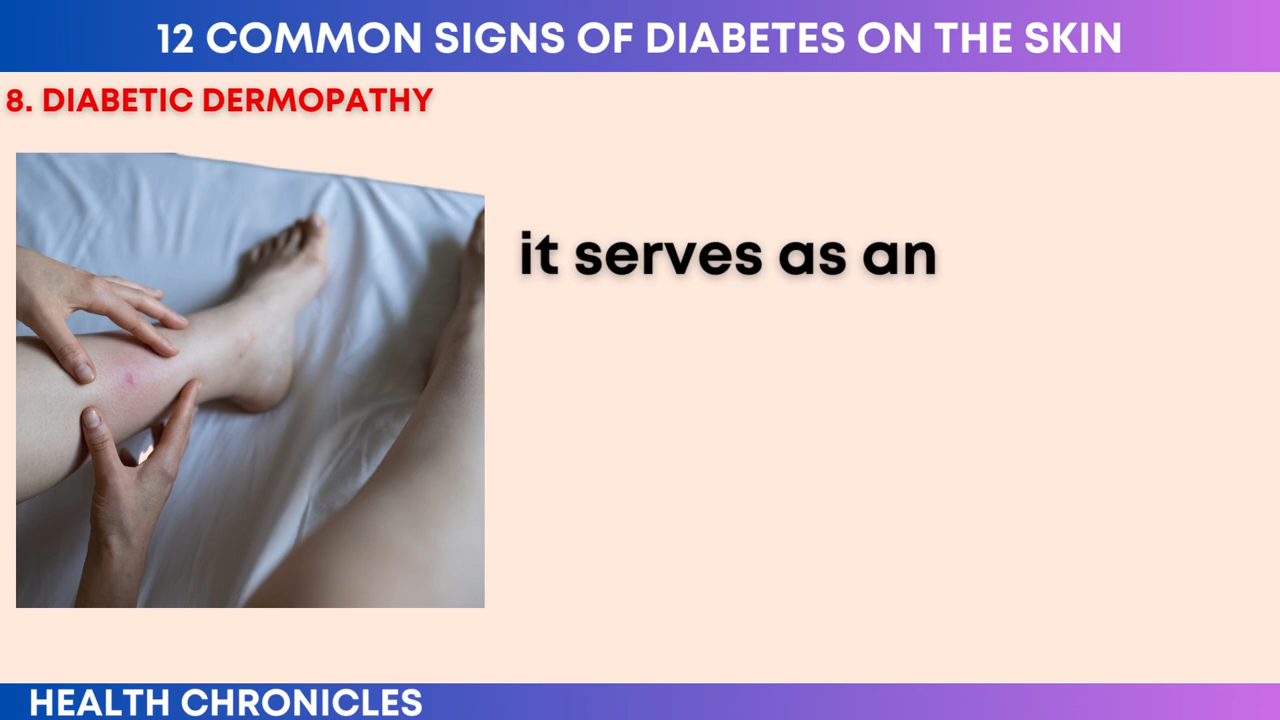 12 COMMON SIGNS OF DIABETES ON THE SKIN
8. DIABETIC DERMOPATHY
it serves as an
HEALTH CHRONICLES